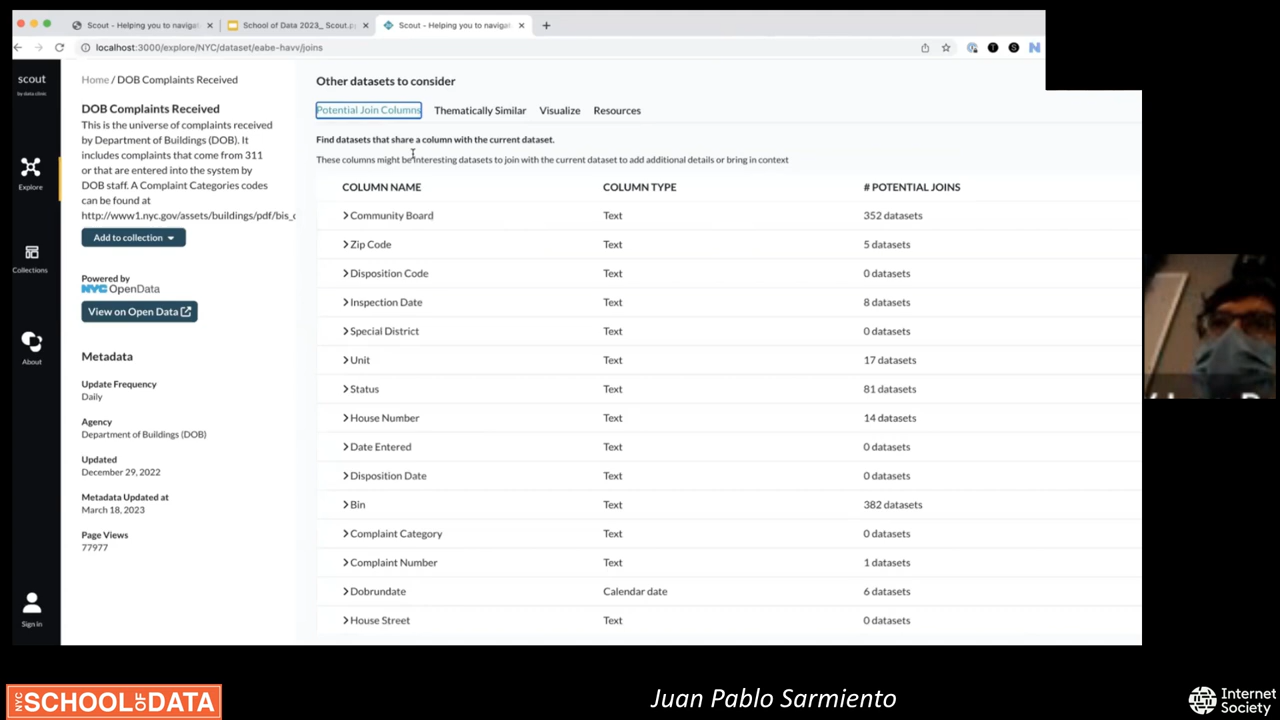 Scout - Helping you to navigat
School of Data 2023_ Scout.p
Scout - Helping you to navigat
localhost:3000/explore/NYC/dataset/eabe-havv/joins
scout
by data clinic
Explore
Collections
About
Sign in
Home / DOB Complaints Received
DOB Complaints Received
This is the universe of complaints received
by Department of Buildings (DOB). It
includes complaints that come from 311
or that are entered into the system by
DOB staff. A Complaint Categories codes
can be found at
http://www1.nyc.gov/assets/buildings/pdf/bis_c
Add to collection
Powered by
NYC OpenData
View on Open Data
Metadata
Update Frequency
Daily
Agency
Department of Buildings (DOB)
Updated
December 29, 2022
Metadata Updated at
March 18, 2023
Page Views
77977
Other datasets to consider
Potential Join Columns Thematically Similar Visualize Resources
Find datasets that share a column with the current dataset.
These columns might be interesting datasets to join with the current dataset to add additional details or bring in context
COLUMN NAME COLUMN TYPE # POTENTIAL JOINS
Community Board Text 352 datasets
Zip Code Text 5 datasets
Disposition Code Text 0 datasets
Inspection Date Text 8 datasets
Special District Text 0 datasets
Unit Text 17 datasets
Status Text 81 datasets
House Number Text 14 datasets
Date Entered Text 0 datasets
Disposition Date Text 0 datasets
Bin Text 382 datasets
Complaint Category Text 0 datasets
Complaint Number Text 1 datasets
Dobrundate Calendar date 6 datasets
House Street Text 0 datasets
NYC SCHOOL OF DATA
Juan Pablo Sarmiento
Internet
Society